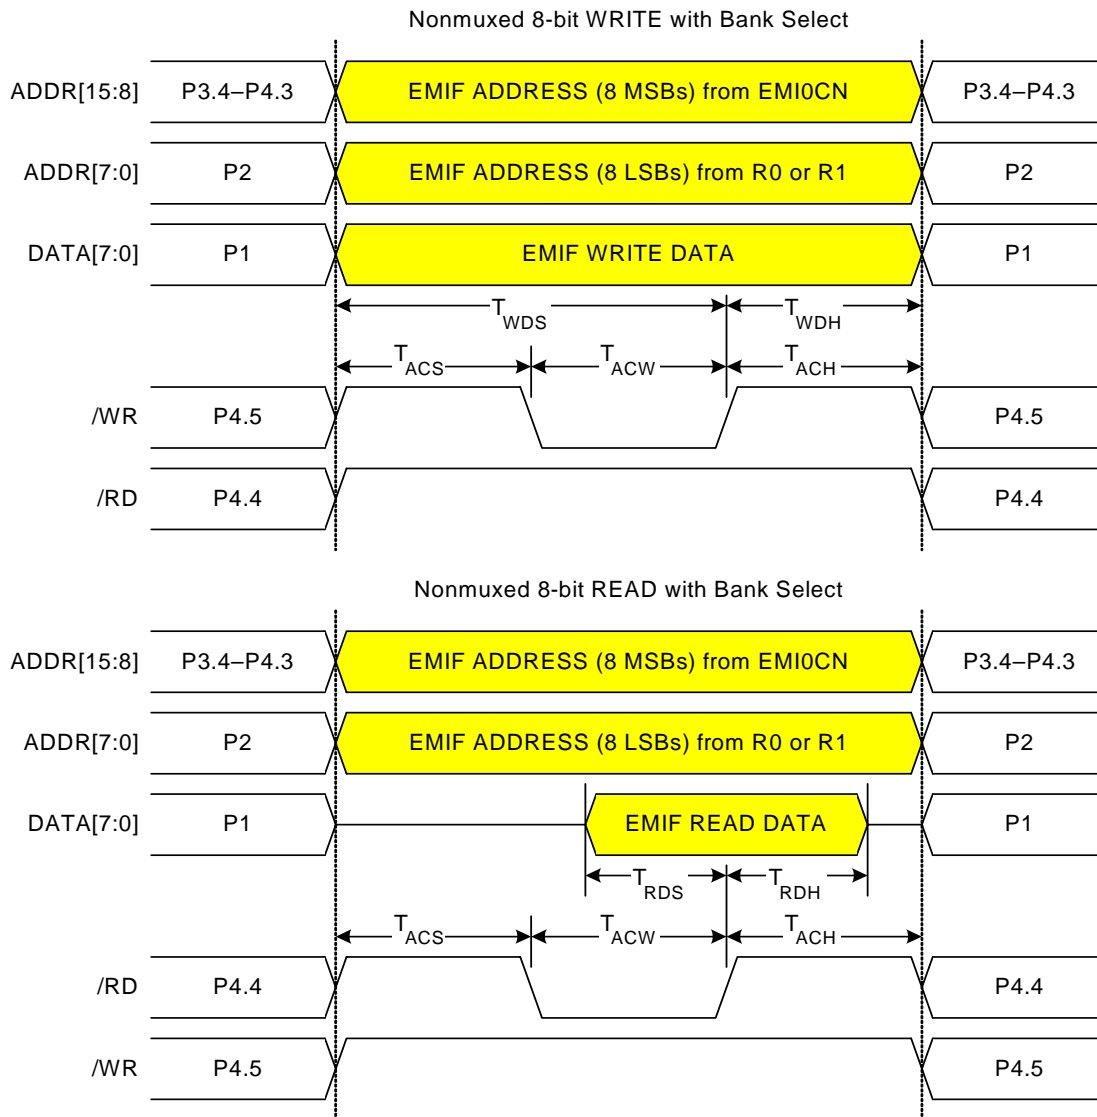 Nonmuxed 8-bit WRITE with Bank Select
ADDR[15:8] P3.4–P4.3 EMIF ADDRESS (8 MSBs) from EMI0CN P3.4–P4.3
ADDR[7:0] P2 EMIF ADDRESS (8 LSBs) from R0 or R1 P2
DATA[7:0] P1 EMIF WRITE DATA P1
TWDS TWDH
TACS TACW TACH
/WR P4.5 P4.5
/RD P4.4 P4.4
Nonmuxed 8-bit READ with Bank Select
ADDR[15:8] P3.4–P4.3 EMIF ADDRESS (8 MSBs) from EMI0CN P3.4–P4.3
ADDR[7:0] P2 EMIF ADDRESS (8 LSBs) from R0 or R1 P2
DATA[7:0] P1 EMIF READ DATA P1
TRDS TRDH
TACS TACW TACH
/RD P4.4 P4.4
/WR P4.5 P4.5